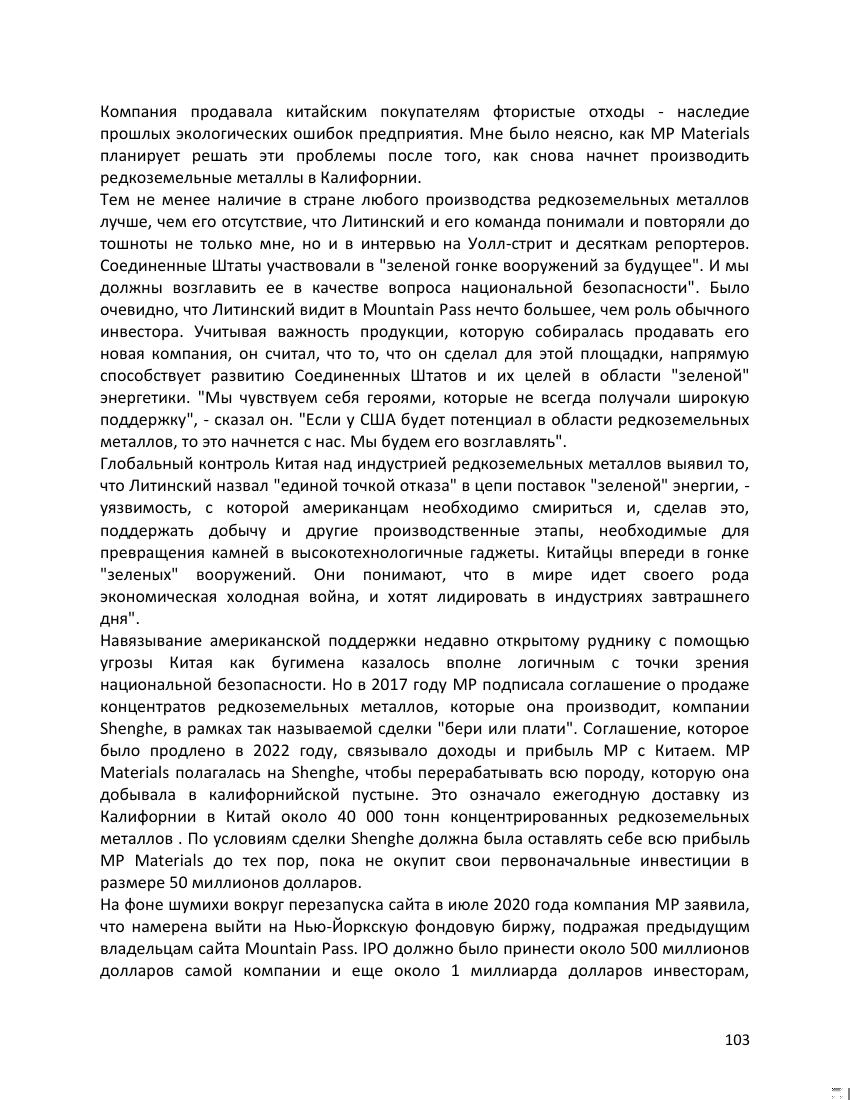 Компания продавала китайским покупателям фтористые отходы - наследие
прошлых экологических ошибок предприятия. Мне было неясно, как MP Materials
планирует решать эти проблемы после того, как снова начнет производить
редкоземельные металлы в Калифорнии.
Тем не менее наличие в стране любого производства редкоземельных металлов
лучше, чем его отсутствие, что Литинский и его команда понимали и повторяли до
тошноты не только мне, но и в интервью на Уолл-стрит и десяткам репортеров.
Соединенные Штаты участвовали в "зеленой гонке вооружений за будущее". И мы
должны возглавить ее в качестве вопроса национальной безопасности". Было
очевидно, что Литинский видит в Mountain Pass нечто большее, чем роль обычного
инвестора. Учитывая важность продукции, которую собиралась продавать его
новая компания, он считал, что то, что он сделал для этой площадки, напрямую
способствует развитию Соединенных Штатов и их целей в области "зеленой"
энергетики. "Мы чувствуем себя героями, которые не всегда получали широкую
поддержку", - сказал он. "Если у США будет потенциал в области редкоземельных
металлов, то это начнется с нас. Мы будем его возглавлять".
Глобальный контроль Китая над индустрией редкоземельных металлов выявил то,
что Литинский назвал "единой точкой отказа" в цепи поставок "зеленой" энергии, -
уязвимость, с которой американцам необходимо смириться и, сделав это,
поддержать добычу и другие производственные этапы, необходимые для
превращения камней в высокотехнологичные гаджеты. Китайцы впереди в гонке
"зеленых" вооружений. Они понимают, что в мире идет своего рода
экономическая холодная война, и хотят лидировать в индустриях завтрашнего
дня".
Навязывание американской поддержки недавно открытому руднику с помощью
угрозы Китая как бугимена казалось вполне логичным с точки зрения
национальной безопасности. Но в 2017 году MP подписала соглашение о продаже
концентратов редкоземельных металлов, которые она производит, компании
Shenghe, в рамках так называемой сделки "бери или плати". Соглашение, которое
было продлено в 2022 году, связывало доходы и прибыль MP с Китаем. MP
Materials полагалась на Shenghe, чтобы перерабатывать всю породу, которую она
добывала в калифорнийской пустыне. Это означало ежегодную доставку из
Калифорнии в Китай около 40 000 тонн концентрированных редкоземельных
металлов . По условиям сделки Shenghe должна была оставлять себе всю прибыль
MP Materials до тех пор, пока не окупит свои первоначальные инвестиции в
размере 50 миллионов долларов.
На фоне шумихи вокруг перезапуска сайта в июле 2020 года компания MP заявила,
что намерена выйти на Нью-Йоркскую фондовую биржу, подражая предыдущим
владельцам сайта Mountain Pass. IPO должно было принести около 500 миллионов
долларов самой компании и еще около 1 миллиарда долларов инвесторам,
103